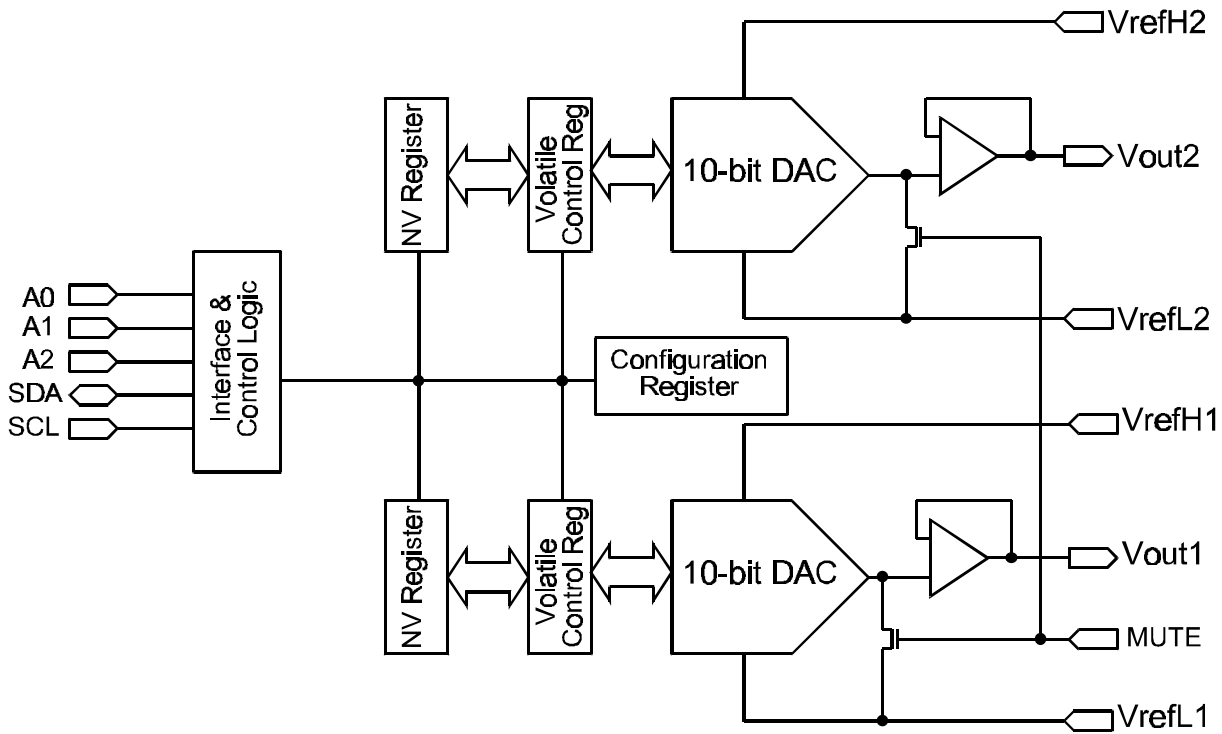 VrefH2
NV Register
Volatile
Control Reg
10-bit DAC
Vout2
Interface &
Control Logic
A0
A1
A2
SDA
SCL
VrefL2
Configuration
Register
VrefH1
NV Register
Volatile
Control Reg
10-bit DAC
Vout1
MUTE
VrefL1